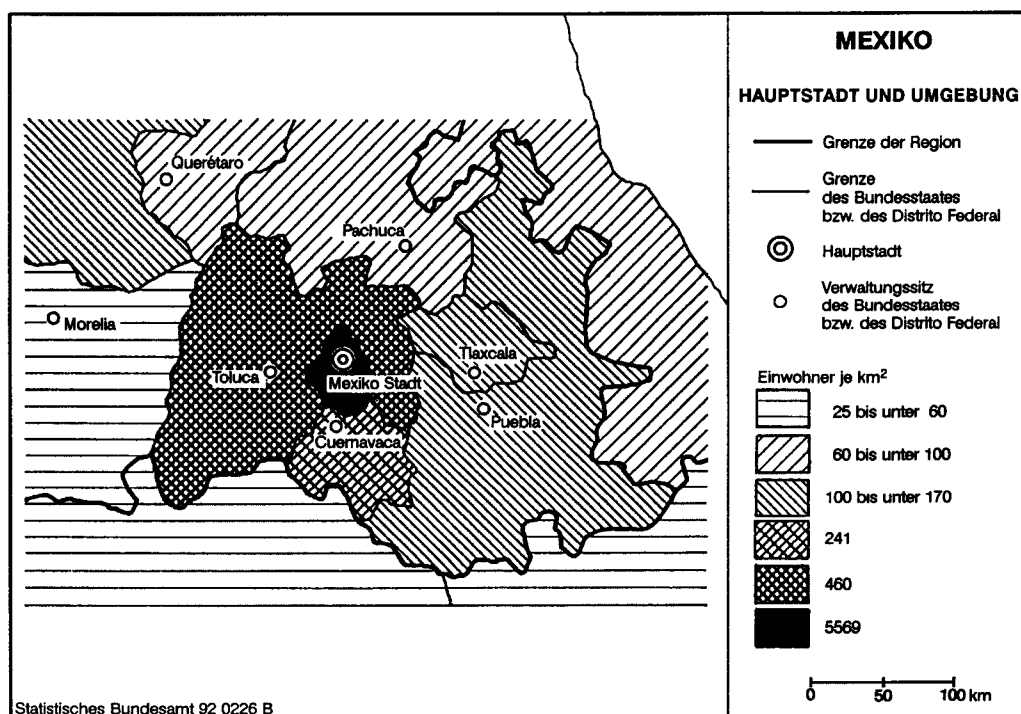 Querétaro
Pachuca
Morelia
Toluca
Mexiko Stadt
Tlaxcala
Puebla
Cuernavaca
Statistisches Bundesamt 92 0226 B
MEXIKO
HAUPTSTADT UND UMGEBUNG
Grenze der Region
Grenze
des Bundesstaates
bzw. des Distrito Federal
Hauptstadt
Verwaltungssitz
des Bundesstaates
bzw. des Distrito Federal
Einwohner je km²
25 bis unter 60
60 bis unter 100
100 bis unter 170
241
460
5569
0 50 100 km